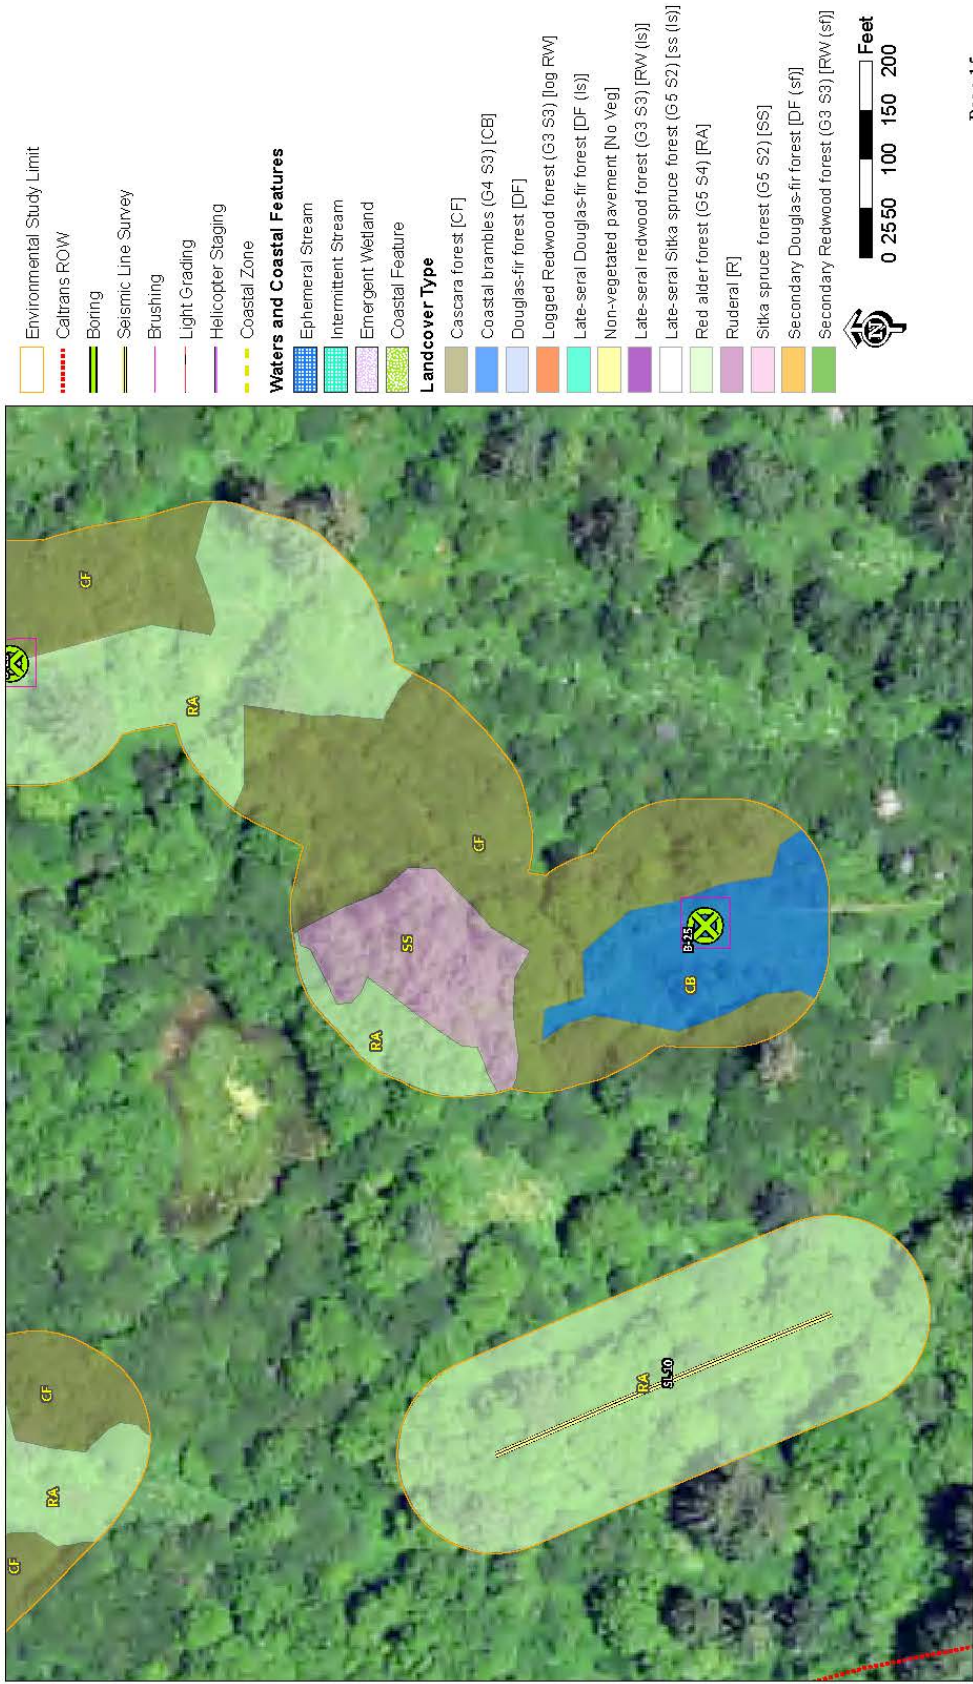 Environmental Study Limit
Caltrans ROW
Boring
Seismic Line Survey
Brushing
Light Grading
Helicopter Staging
Coastal Zone
Waters and Coastal Features
Ephemeral Stream
Intermittent Stream
Emergent Wetland
Coastal Feature
Landcover Type
Cascara forest [CF]
Coastal brambles (G4 S3) [CB]
Douglas-fir forest [DF]
Logged Redwood forest (G3 S3) [log RW]
Late-seral Douglas-fir forest [DF (ls)]
Non-vegetated pavement [No Veg]
Late-seral redwood forest (G3 S3) [RW (ls)]
Late-seral Sitka spruce forest (G5 S2) [ss (ls)]
Red alder forest (G5 S4) [RA]
Ruderal [R]
Sitka spruce forest (G5 S2) [SS]
Secondary Douglas-fir forest [DF (sf)]
Secondary Redwood forest (G3 S3) [RW (sf)]
N
Feet
0 25 50 100 150 200
CF
RA
CF
CF
RA
CF
SS
RA
CB
B-25
RA
SL-10